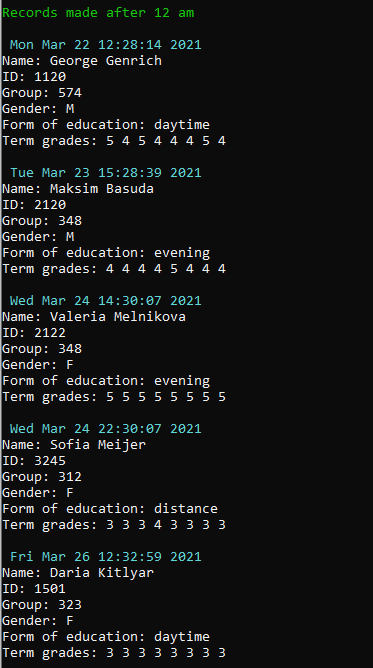 Records made after 12 am
Mon Mar 22 12:28:14 2021
Name: George Genrich
ID: 1120
Group: 574
Gender: M
Form of education: daytime
Term grades: 5 4 5 4 4 4 5 4
Tue Mar 23 15:28:39 2021
Name: Maksim Basuda
ID: 2120
Group: 348
Gender: M
Form of education: evening
Term grades: 4 4 4 4 5 4 4 4
Wed Mar 24 14:30:07 2021
Name: Valeria Melnikova
ID: 2122
Group: 348
Gender: F
Form of education: evening
Term grades: 5 5 5 5 5 5 5 5
Wed Mar 24 22:30:07 2021
Name: Sofia Meijer
ID: 3245
Group: 312
Gender: F
Form of education: distance
Term grades: 3 3 3 4 3 3 3 3
Fri Mar 26 12:32:59 2021
Name: Daria Kitlyar
ID: 1501
Group: 323
Gender: F
Form of education: daytime
Term grades: 3 3 3 3 3 3 3 3